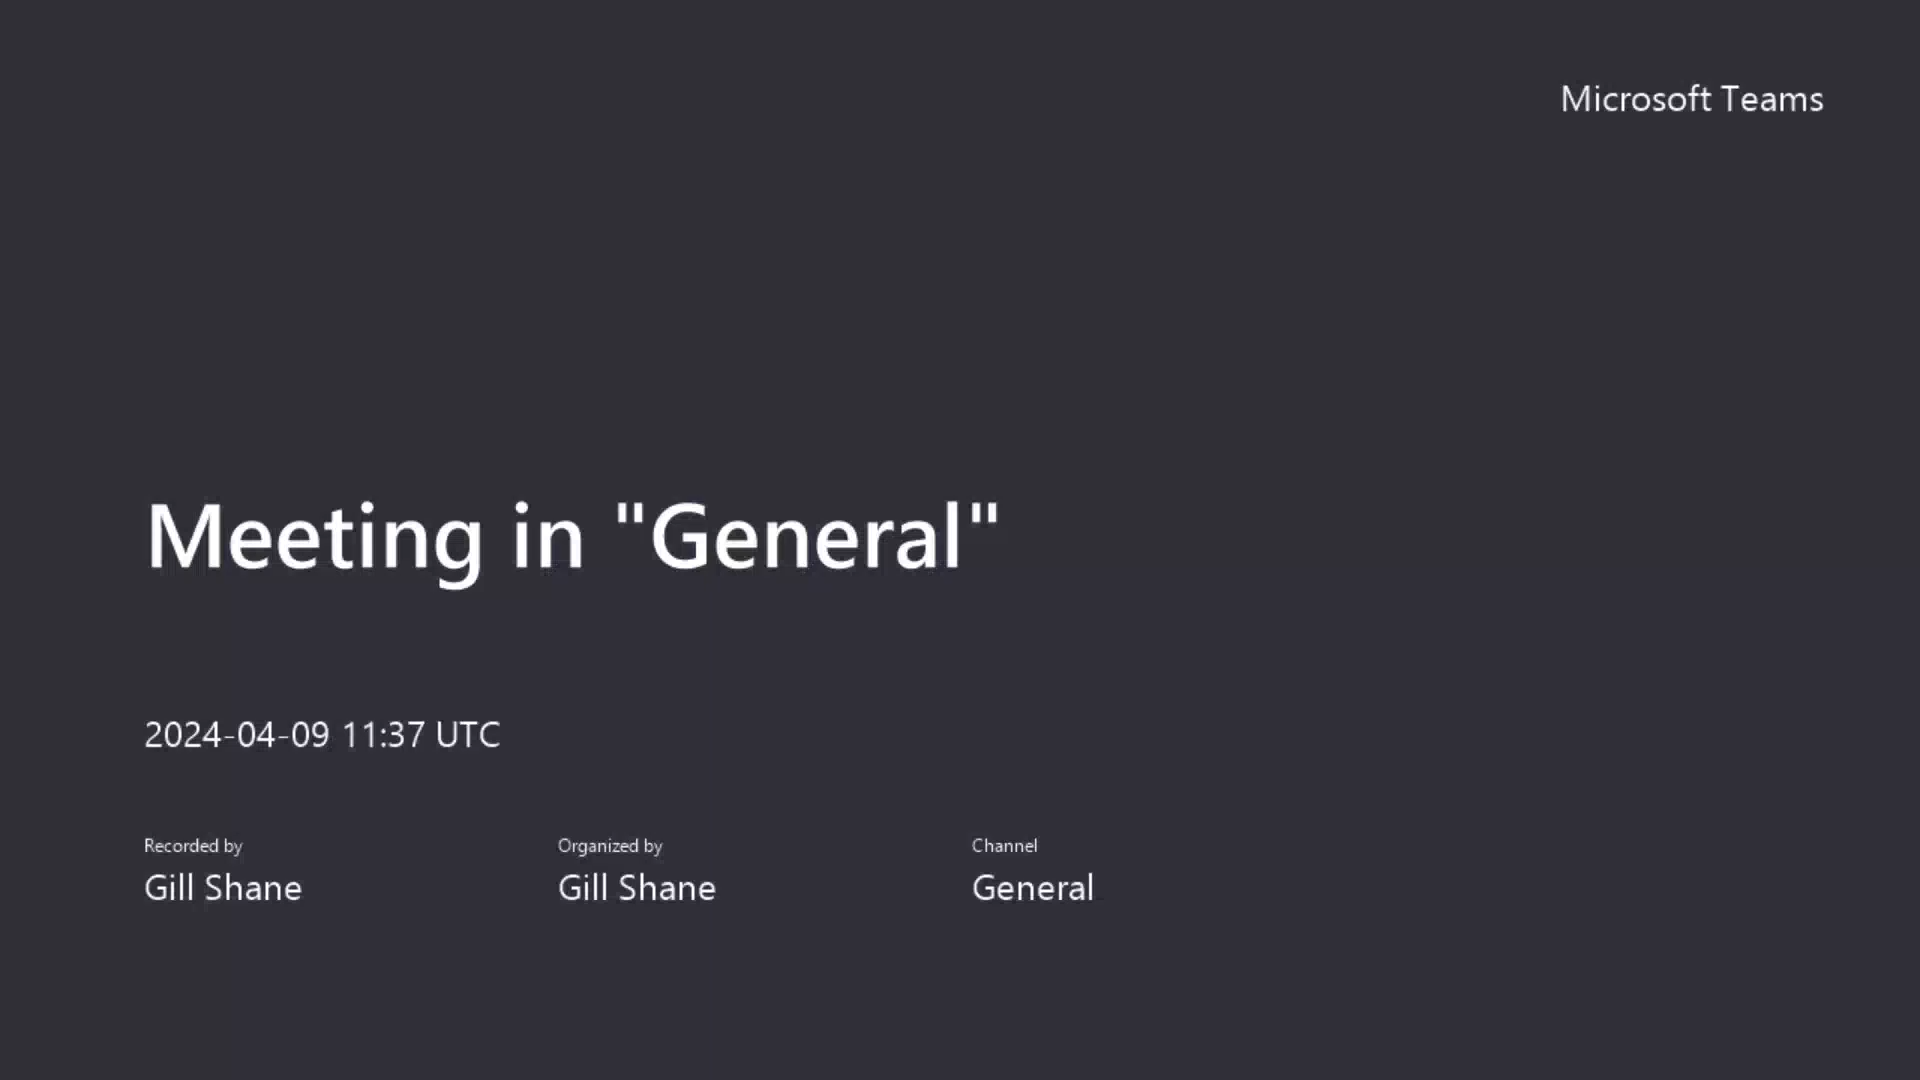 Microsoft Teams
Meeting in "General"
2024-04-09 11:37 UTC
Recorded by
Gill Shane
Organized by
Gill Shane
Channel
General